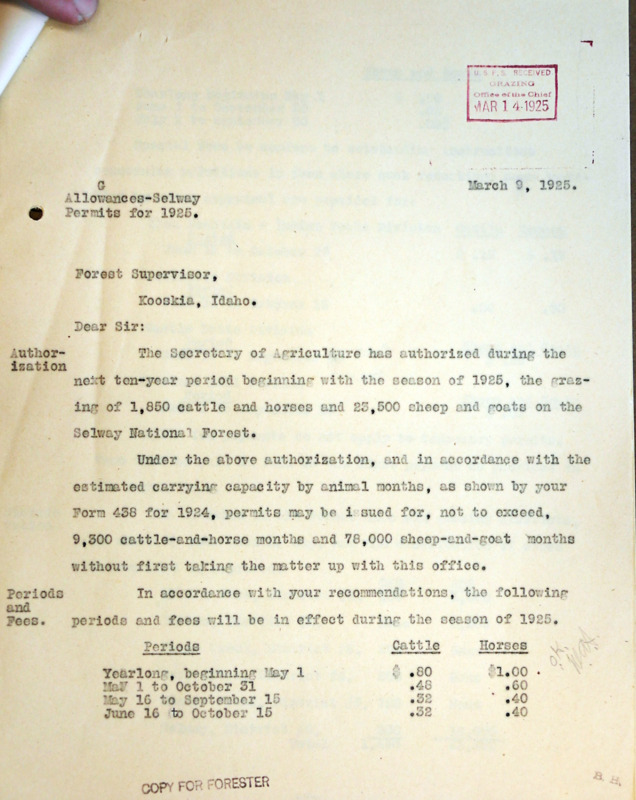 U.S.F.S. RECEIVED
GRAZING
Office of the Chief
MAR 14 1925
G
March 9, 1925.
Allowances-Selway
Permits for 1925.
Forest Supervisor,
Kooskia, Idaho.
Dear Sir:
Author-
ization
The Secretary of Agriculture has authorized during the
next ten-year period beginning with the season of 1925, the graz-
ing of 1,850 cattle and horses and 23,500 sheep and goats on the
Selway National Forest.
Under the above authorization, and in accordance with the
estimated carrying capacity by animal months, as shown by your
Form 438 for 1924, permits may be issued for, not to exceed,
9,300 cattle-and-horse months and 78,000 sheep-and-goat months
without first taking the matter up with this office.
Periods
and
Fees.
In accordance with your recommendations, the following
periods and fees will be in effect during the season of 1925.
Periods Cattle Horses
Yearlong, beginning May 1 $ .80 $1.00
May 1 to October 31 .48 .60
May 16 to September 15 .32 .40
June 16 to October 15 .32 .40
O.K.
COPY FOR FORESTER
B. H.